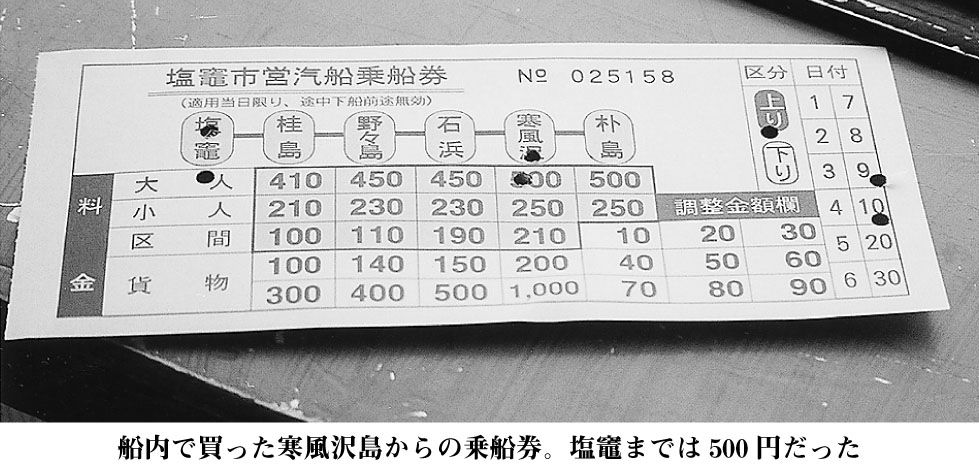 塩竈市営汽船乗船券 № 025158
(適用当日限り、途中下船前途無効)
塩竈 桂島 野々島 石浜 寒風沢 朴島
料金
大人 410 450 450 500 500
小人 210 230 230 250 250
区間 100 110 190 210
貨物 100 140 150 200
300 400 500 1,000
調整金額欄
10 20 30
40 50 60
70 80 90
区分
上り
下り
日付
1 7
2 8
3 9
4 10
5 20
6 30
船内で買った寒風沢島からの乗船券。塩竈までは500円だった